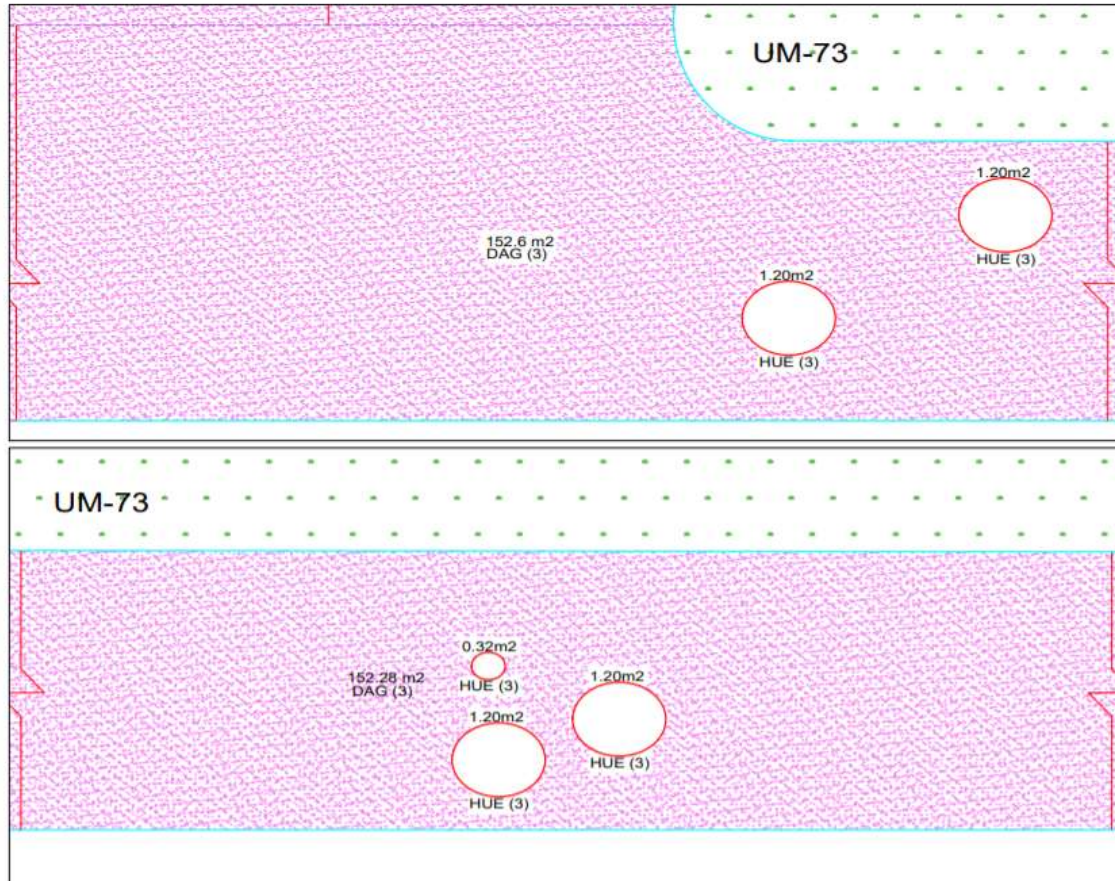 UM-73
1.20m2
HUE (3)
152.6 m2
DAG (3)
1.20m2
HUE (3)
UM-73
0.32m2
HUE (3)
152.28 m2
DAG (3)
1.20m2
HUE (3)
1.20m2
HUE (3)